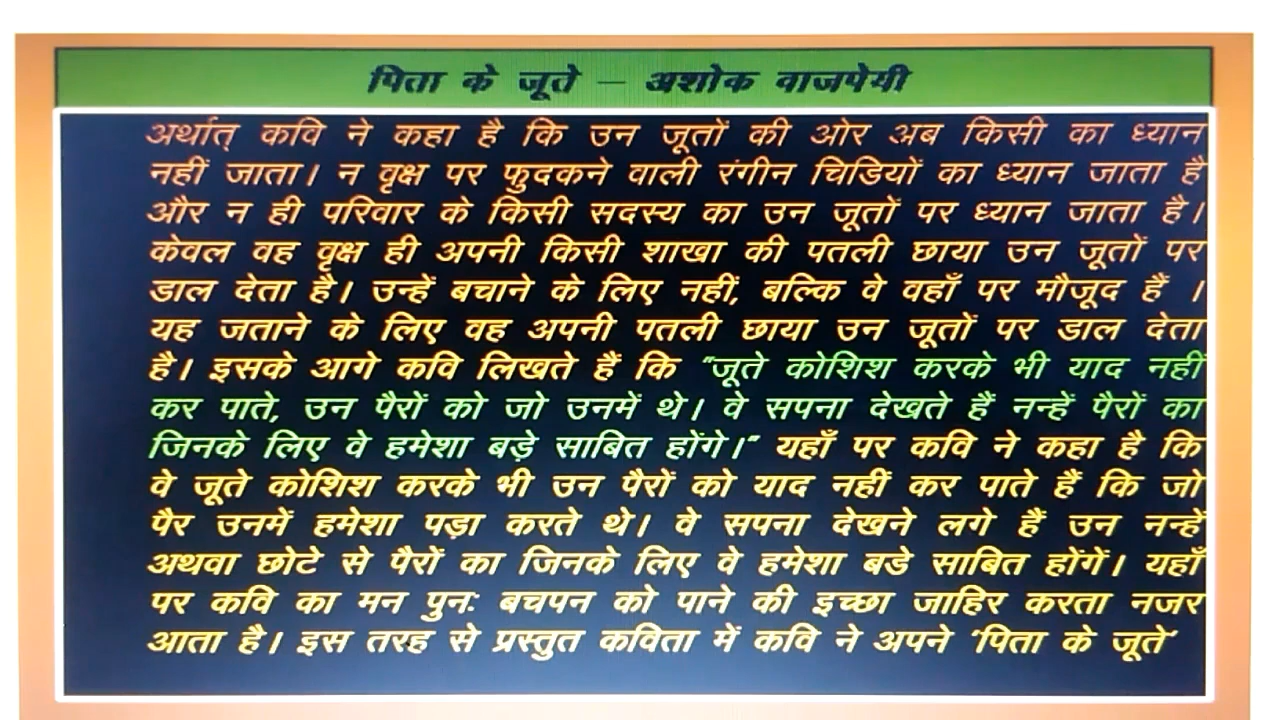 पिता के जूते – अशोक वाजपेयी
अर्थात् कवि ने कहा है कि उन जूतों की ओर अब किसी का ध्यान
नहीं जाता। न वृक्ष पर फुदकने वाली रंगीन चिडियों का ध्यान जाता है
और न ही परिवार के किसी सदस्य का उन जूतों पर ध्यान जाता है।
केवल वह वृक्ष ही अपनी किसी शाखा की पतली छाया उन जूतों पर
डाल देता है। उन्हें बचाने के लिए नहीं, बल्कि वे वहाँ पर मौजूद हैं ।
यह जताने के लिए वह अपनी पतली छाया उन जूतों पर डाल देता
है। इसके आगे कवि लिखते हैं कि "जूते कोशिश करके भी याद नहीं
कर पाते, उन पैरों को जो उनमें थे। वे सपना देखते हैं नन्हें पैरों का
जिनके लिए वे हमेशा बड़े साबित होंगे।" यहाँ पर कवि ने कहा है कि
वे जूते कोशिश करके भी उन पैरों को याद नहीं कर पाते हैं कि जो
पैर उनमें हमेशा पड़ा करते थे। वे सपना देखने लगे हैं उन नन्हें
अथवा छोटे से पैरों का जिनके लिए वे हमेशा बडे साबित होंगें। यहाँ
पर कवि का मन पुनः बचपन को पाने की इच्छा जाहिर करता नजर
आता है। इस तरह से प्रस्तुत कविता में कवि ने अपने 'पिता के जूते'